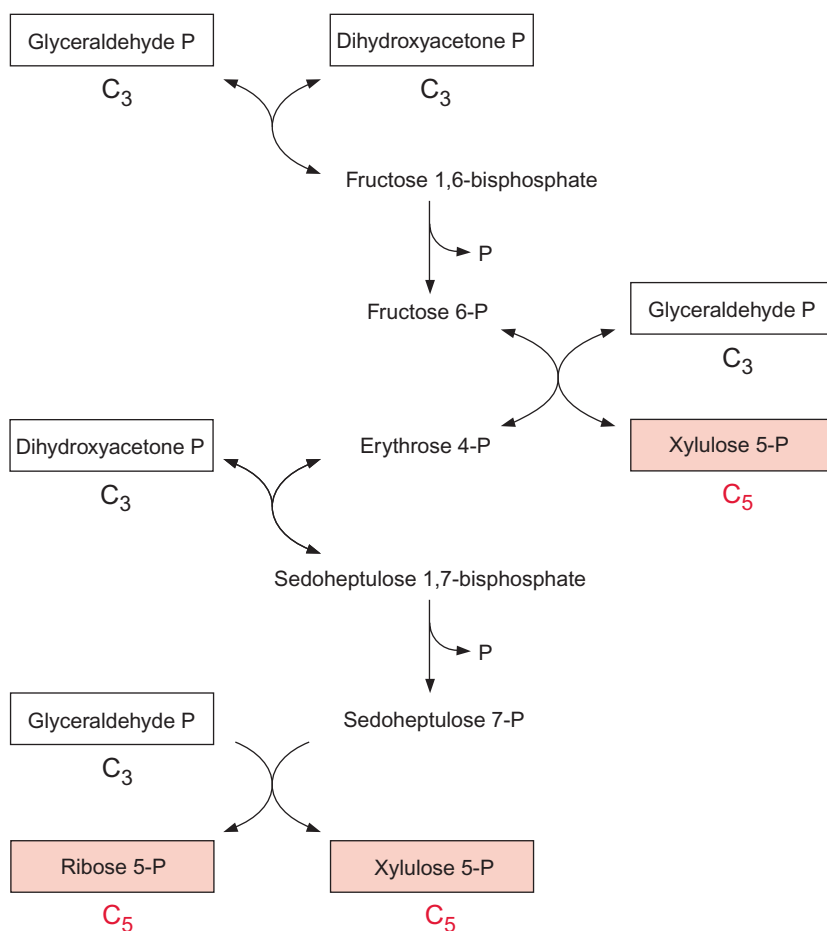 Glyceraldehyde P
Dihydroxyacetone P
C3
C3
Fructose 1,6-bisphosphate
P
Fructose 6-P
Glyceraldehyde P
C3
Dihydroxyacetone P
Erythrose 4-P
Xylulose 5-P
C3
C5
Sedoheptulose 1,7-bisphosphate
P
Glyceraldehyde P
Sedoheptulose 7-P
C3
Ribose 5-P
Xylulose 5-P
C5
C5